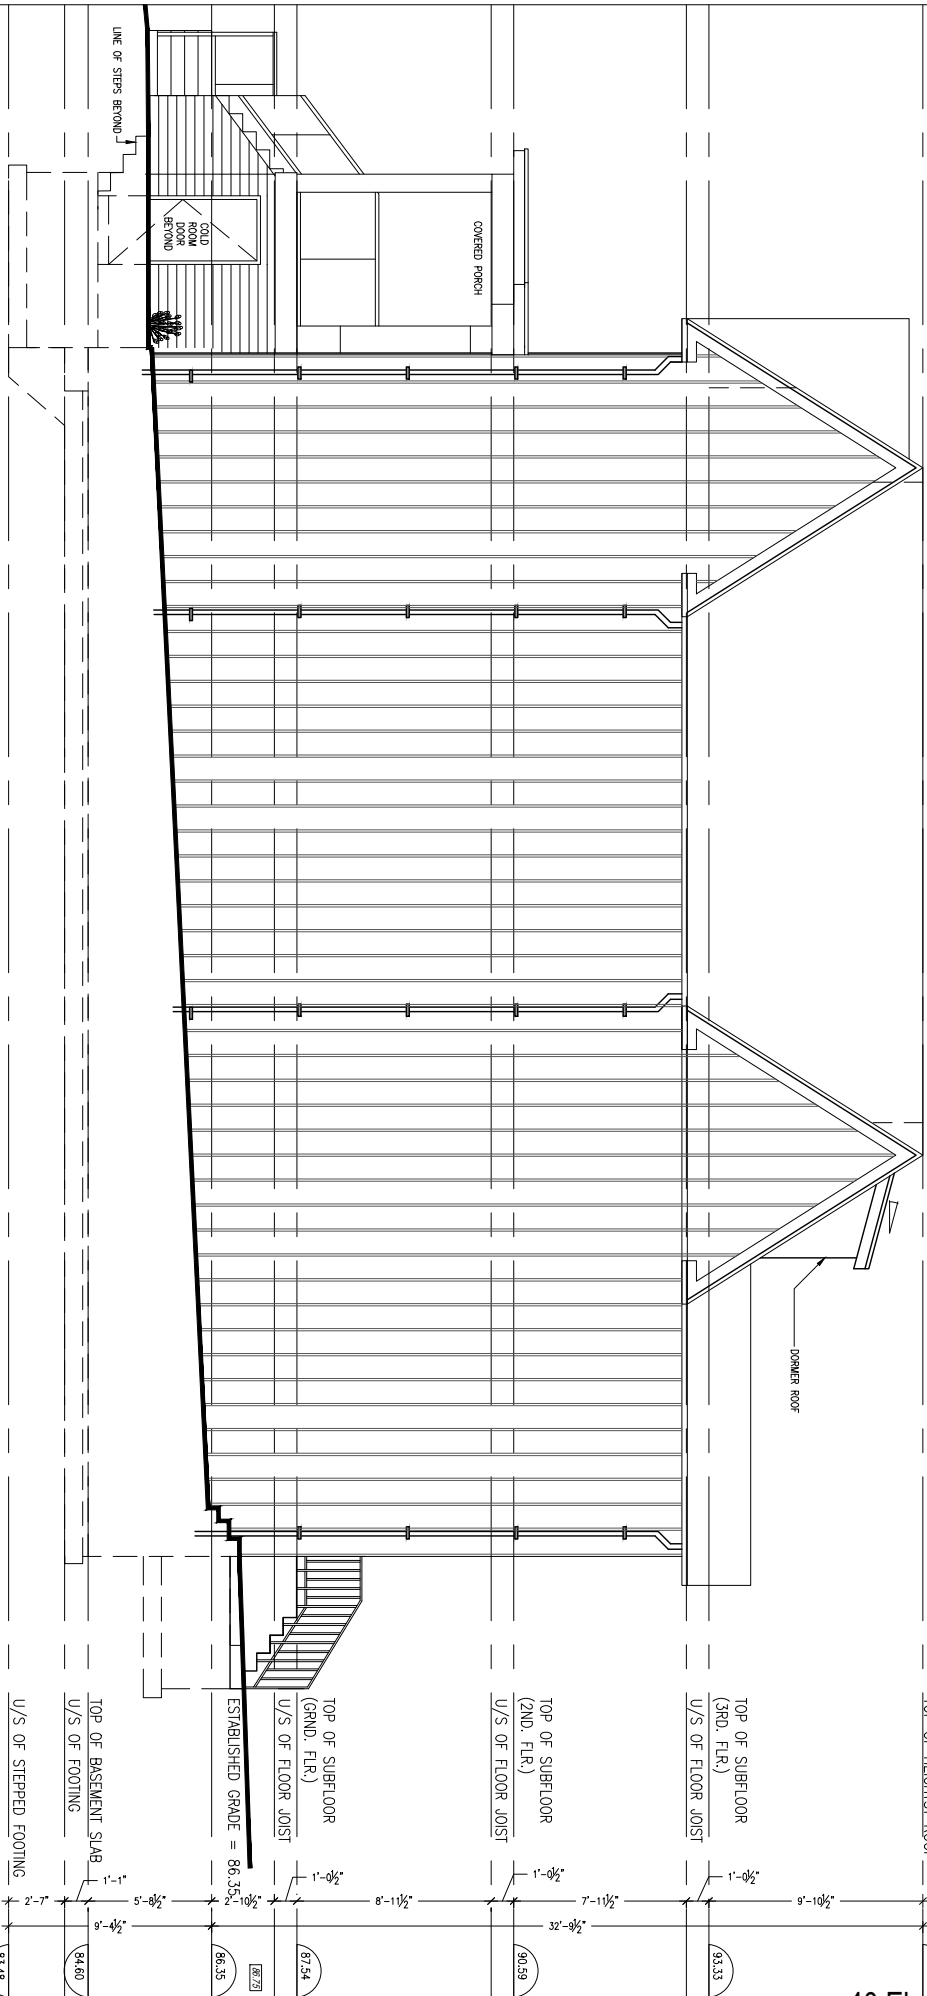 DORMER ROOF
COVERED PORCH
COLD
ROOM
DOOR
BEYOND
LINE OF STEPS BEYOND
TOP OF SUBFLOOR
(3RD. FLR.)
U/S OF FLOOR JOIST
TOP OF SUBFLOOR
(2ND. FLR.)
U/S OF FLOOR JOIST
TOP OF SUBFLOOR
(GRND. FLR.)
U/S OF FLOOR JOIST
ESTABLISHED GRADE = 86.35
TOP OF BASEMENT SLAB
U/S OF FOOTING
U/S OF STEPPED FOOTING
9'-10½"
1'-0½"
7'-11½"
1'-0½"
8'-11½"
1'-0½"
2'-10½"
5'-8½"
1'-1"
2'-7"
32'-9½"
9'-4½"
93.33
90.59
87.54
86.75
86.35
84.60